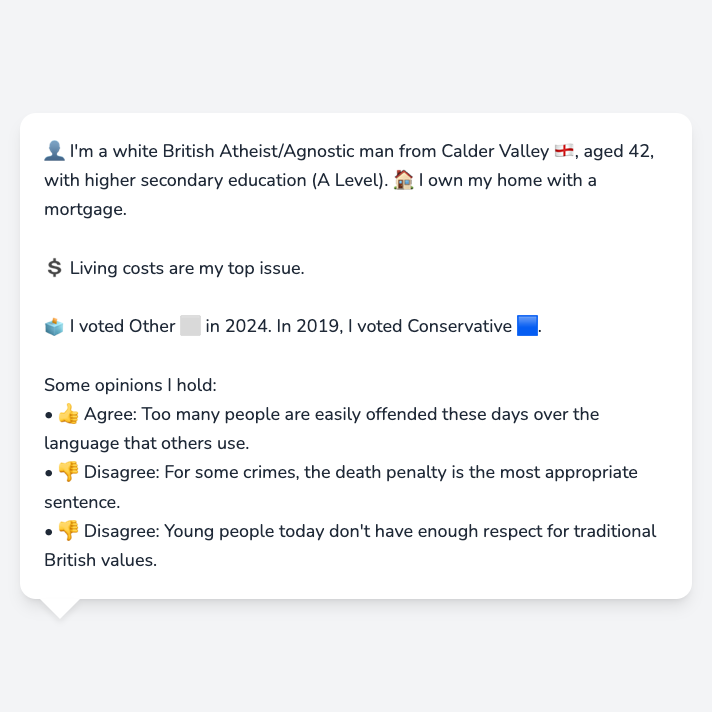 👤 I'm a white British Atheist/Agnostic man from Calder Valley 🏴󠁧󠁢󠁥󠁮󠁧󠁿, aged 42,
with higher secondary education (A Level). 🏠 I own my home with a
mortgage.
💲 Living costs are my top issue.
🗳️ I voted Other ⬜ in 2024. In 2019, I voted Conservative 🟦.
Some opinions I hold:
• 👍 Agree: Too many people are easily offended these days over the
language that others use.
• 👎 Disagree: For some crimes, the death penalty is the most appropriate
sentence.
• 👎 Disagree: Young people today don't have enough respect for traditional
British values.